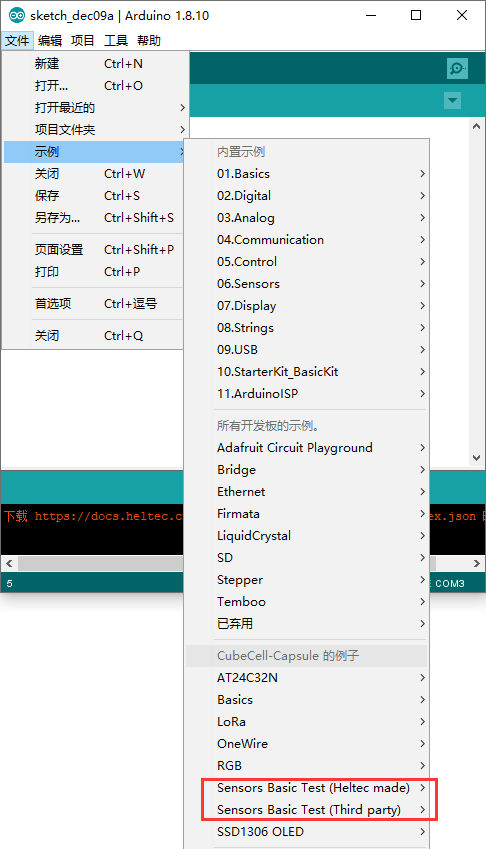 sketch_dec09a | Arduino 1.8.10
文件 编辑 项目 工具 帮助
新建 Ctrl+N
打开... Ctrl+O
打开最近的
项目文件夹
示例
关闭 Ctrl+W
保存 Ctrl+S
另存为... Ctrl+Shift+S
页面设置 Ctrl+Shift+P
打印 Ctrl+P
首选项 Ctrl+逗号
关闭 Ctrl+Q
内置示例
01.Basics
02.Digital
03.Analog
04.Communication
05.Control
06.Sensors
07.Display
08.Strings
09.USB
10.StarterKit_BasicKit
11.ArduinoISP
所有开发板的示例。
Adafruit Circuit Playground
Bridge
Ethernet
Firmata
LiquidCrystal
SD
Stepper
Temboo
已弃用
CubeCell-Capsule 的例子
AT24C32N
Basics
LoRa
OneWire
RGB
Sensors Basic Test (Heltec made)
Sensors Basic Test (Third party)
SSD1306 OLED
下载 https://docs.heltec.c
ex.json
5
COM3